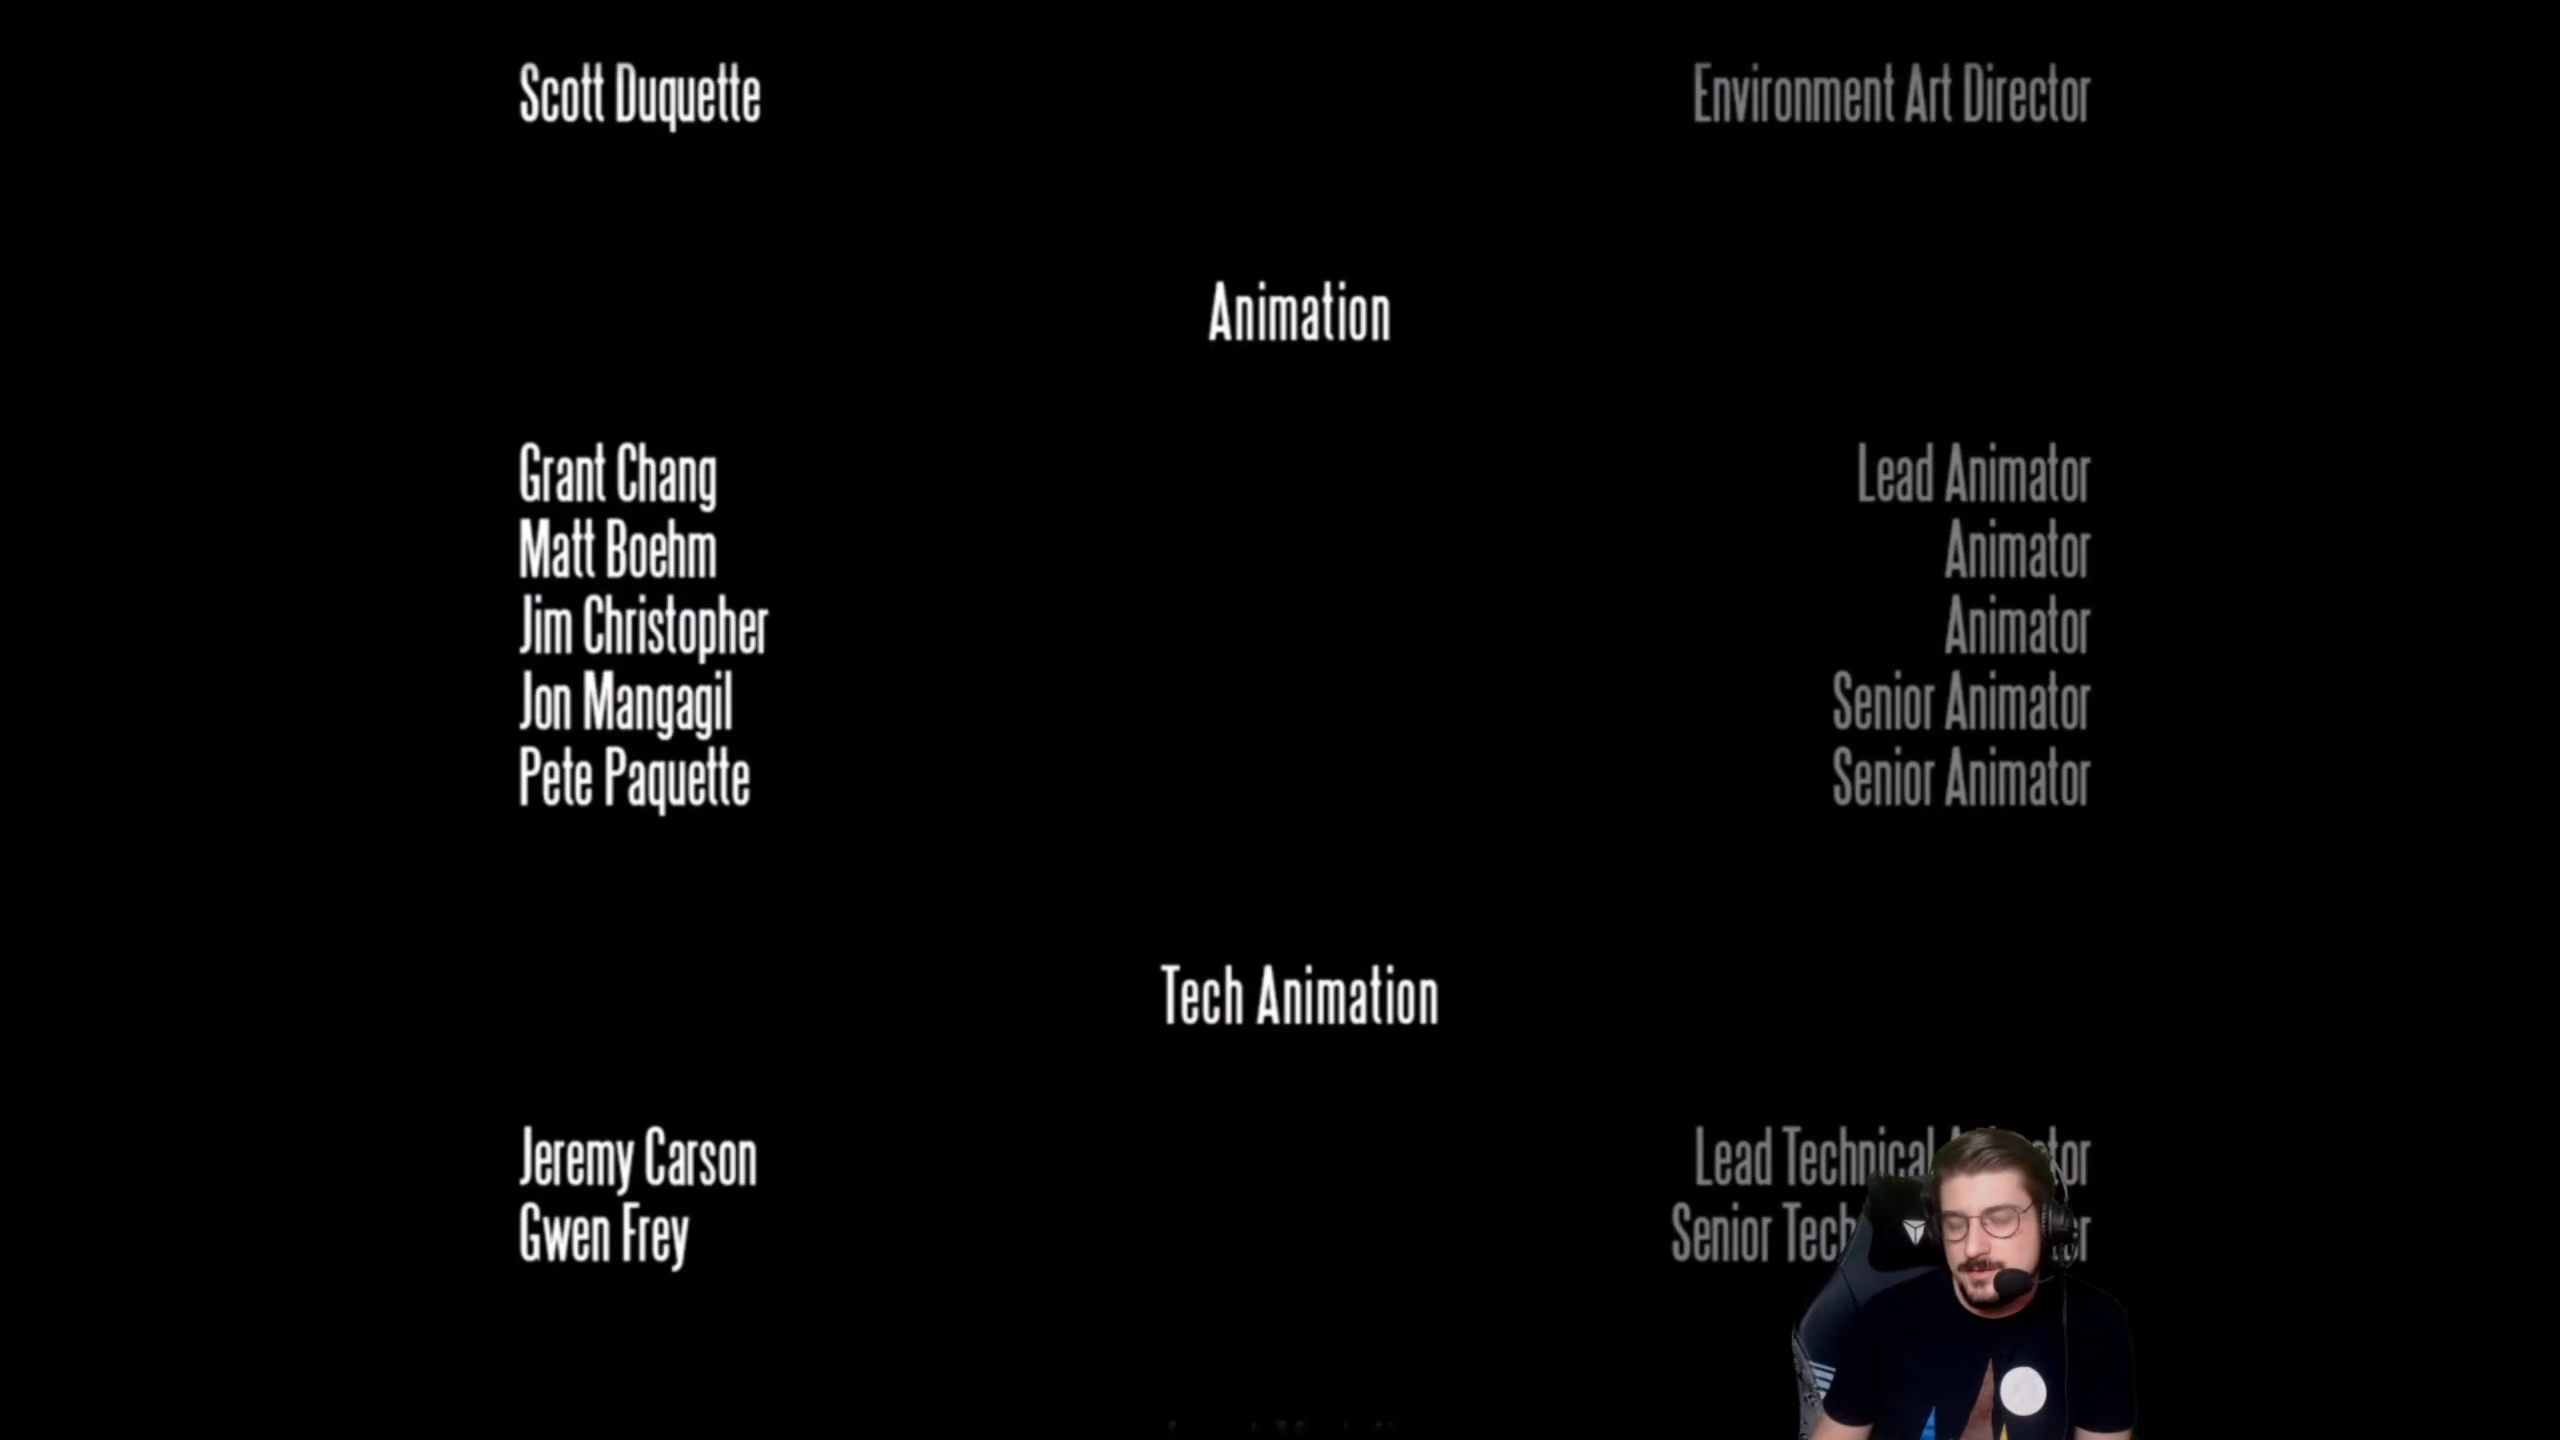 Scott Duquette Environment Art Director
Animation
Grant Chang Lead Animator
Matt Boehm Animator
Jim Christopher Animator
Jon Mangagil Senior Animator
Pete Paquette Senior Animator
Tech Animation
Jeremy Carson Lead Technical
Gwen Frey Senior